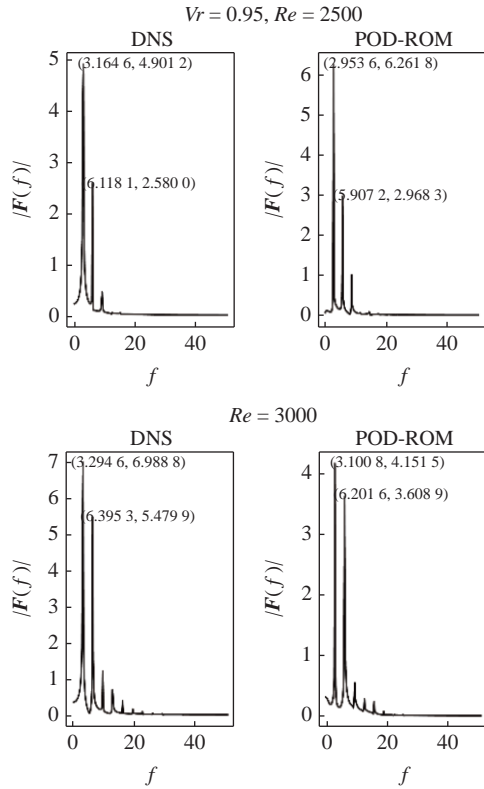 Vr = 0.95, Re = 2500
DNS
POD-ROM
(3.164 6, 4.901 2)
(2.953 6, 6.261 8)
(6.118 1, 2.580 0)
(5.907 2, 2.968 3)
5
4
3
2
1
0
6
5
4
3
2
1
0
|F(f)|
|F(f)|
0 20 40
0 20 40
f
f
Re = 3000
DNS
POD-ROM
(3.294 6, 6.988 8)
(3.100 8, 4.151 5)
(6.395 3, 5.479 9)
(6.201 6, 3.608 9)
7
6
5
4
3
2
1
0
4
3
2
1
0
|F(f)|
|F(f)|
0 20 40
0 20 40
f
f